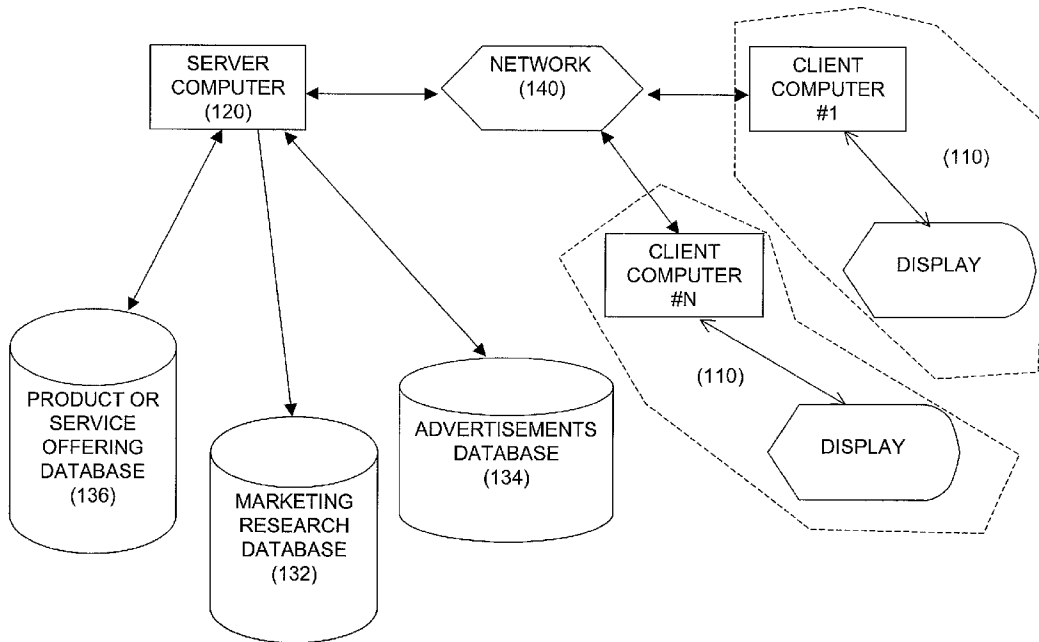 SERVER
COMPUTER
(120)
NETWORK
(140)
CLIENT
COMPUTER
#1
(110)
DISPLAY
CLIENT
COMPUTER
#N
(110)
DISPLAY
PRODUCT OR
SERVICE
OFFERING
DATABASE
(136)
MARKETING
RESEARCH
DATABASE
(132)
ADVERTISEMENTS
DATABASE
(134)